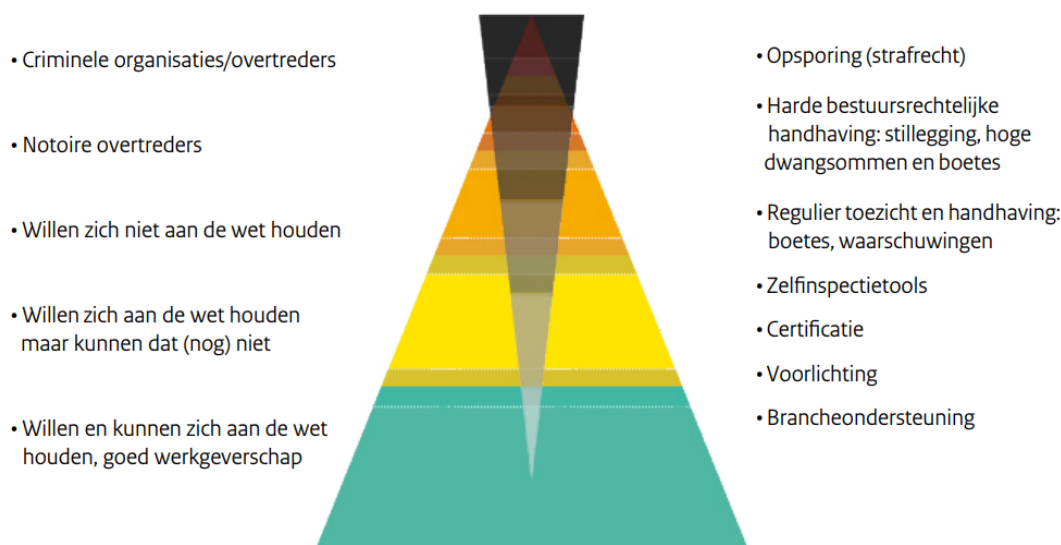 • Criminele organisaties/overtreders
• Notoire overtreders
• Willen zich niet aan de wet houden
• Willen zich aan de wet houden
maar kunnen dat (nog) niet
• Willen en kunnen zich aan de wet
houden, goed werkgeverschap
• Opsporing (strafrecht)
• Harde bestuursrechtelijke
handhaving: stillegging, hoge
dwangsommen en boetes
• Regulier toezicht en handhaving:
boetes, waarschuwingen
• Zelfinspectietools
• Certificatie
• Voorlichting
• Brancheondersteuning